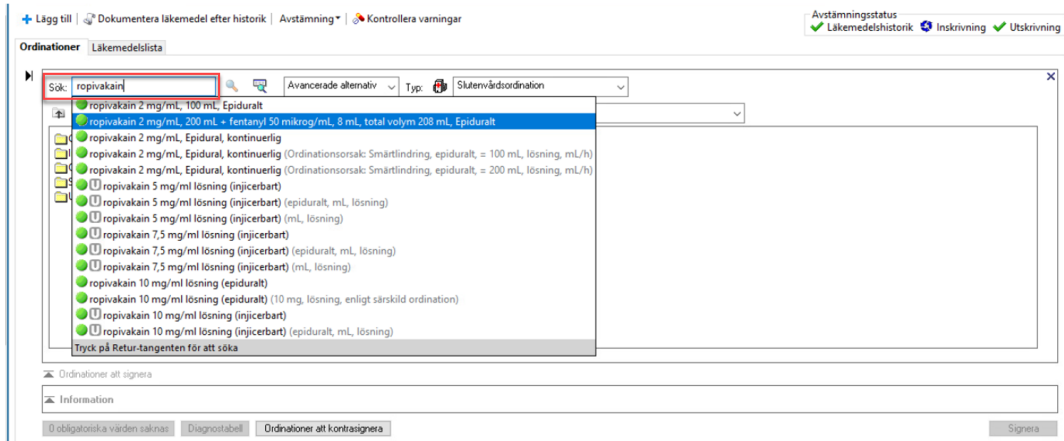 Lägg till Dokumentera läkemedel efter historik Avstämning Kontrollera varningar
Avstämningsstatus
Läkemedelshistorik Inskrivning Utskrivning
Ordinationer Läkemedelslista
Sök: ropivakain Avancerade alternativ Typ: Slutenvårdsordination
ropivakain 2 mg/mL, 100 mL, Epiduralt
ropivakain 2 mg/mL, 200 mL + fentanyl 50 mikrog/mL, 8 mL, total volym 208 mL, Epiduralt
ropivakain 2 mg/mL, Epidural, kontinuerlig
ropivakain 2 mg/mL, Epidural, kontinuerlig (Ordinationsorsak: Smärtlindring, epiduralt, = 100 mL, lösning, mL/h)
ropivakain 2 mg/mL, Epidural, kontinuerlig (Ordinationsorsak: Smärtlindring, epiduralt, = 200 mL, lösning, mL/h)
U ropivakain 5 mg/ml lösning (injicerbart)
U ropivakain 5 mg/ml lösning (injicerbart) (epiduralt, mL, lösning)
U ropivakain 5 mg/ml lösning (injicerbart) (mL, lösning)
U ropivakain 7,5 mg/ml lösning (injicerbart)
U ropivakain 7,5 mg/ml lösning (injicerbart) (epiduralt, mL, lösning)
U ropivakain 7,5 mg/ml lösning (injicerbart) (mL, lösning)
ropivakain 10 mg/ml lösning (epiduralt)
ropivakain 10 mg/ml lösning (epiduralt) (10 mg, lösning, enligt särskild ordination)
U ropivakain 10 mg/ml lösning (injicerbart)
U ropivakain 10 mg/ml lösning (injicerbart) (epiduralt, mL, lösning)
Tryck på Retur-tangenten för att söka
Ordinationer att signera
Information
0 obligatoriska värden saknas Diagnostabell Ordinationer att kontrasignera Signera